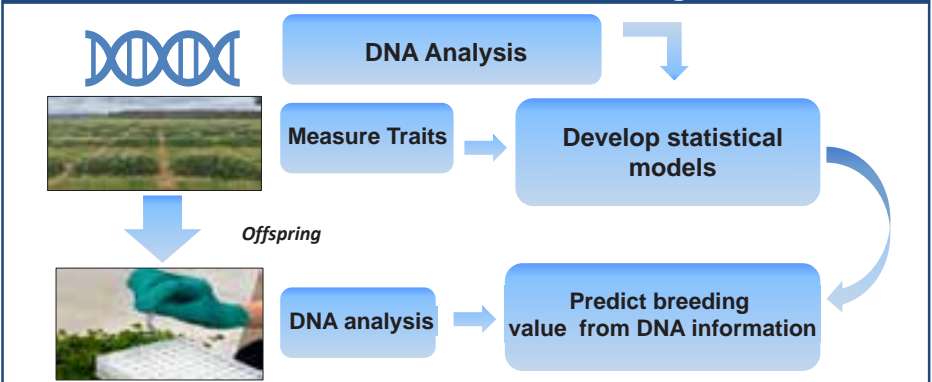 DNA Analysis
Measure Traits
Develop statistical
models
Offspring
DNA analysis
Predict breeding
value from DNA information